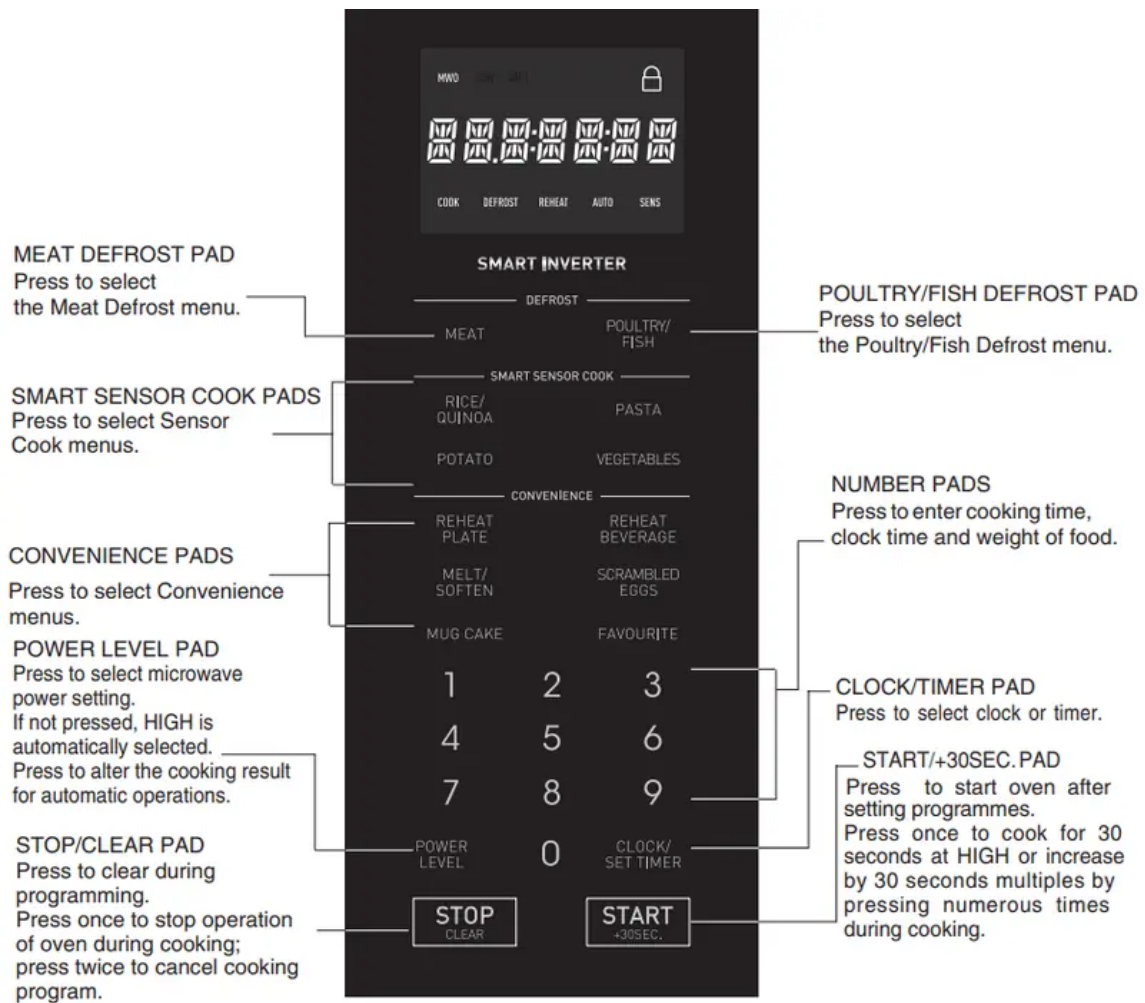 MWO
COOK DEFROST REHEAT AUTO SENS
SMART INVERTER
DEFROST
MEAT
POULTRY/
FISH
SMART SENSOR COOK
RICE/
QUINOA
PASTA
POTATO
VEGETABLES
CONVENIENCE
REHEAT
PLATE
REHEAT
BEVERAGE
MELT/
SOFTEN
SCRAMBLED
EGGS
MUG CAKE
FAVOURITE
1 2 3
4 5 6
7 8 9
POWER
LEVEL
0
CLOCK/
SET TIMER
STOP
CLEAR
START
+30SEC.
MEAT DEFROST PAD
Press to select
the Meat Defrost menu.
SMART SENSOR COOK PADS
Press to select Sensor
Cook menus.
CONVENIENCE PADS
Press to select Convenience
menus.
POWER LEVEL PAD
Press to select microwave
power setting.
If not pressed, HIGH is
automatically selected.
Press to alter the cooking result
for automatic operations.
STOP/CLEAR PAD
Press to clear during
programming.
Press once to stop operation
of oven during cooking;
press twice to cancel cooking
program.
POULTRY/FISH DEFROST PAD
Press to select
the Poultry/Fish Defrost menu.
NUMBER PADS
Press to enter cooking time,
clock time and weight of food.
CLOCK/TIMER PAD
Press to select clock or timer.
START/+30SEC. PAD
Press to start oven after
setting programmes.
Press once to cook for 30
seconds at HIGH or increase
by 30 seconds multiples by
pressing numerous times
during cooking.